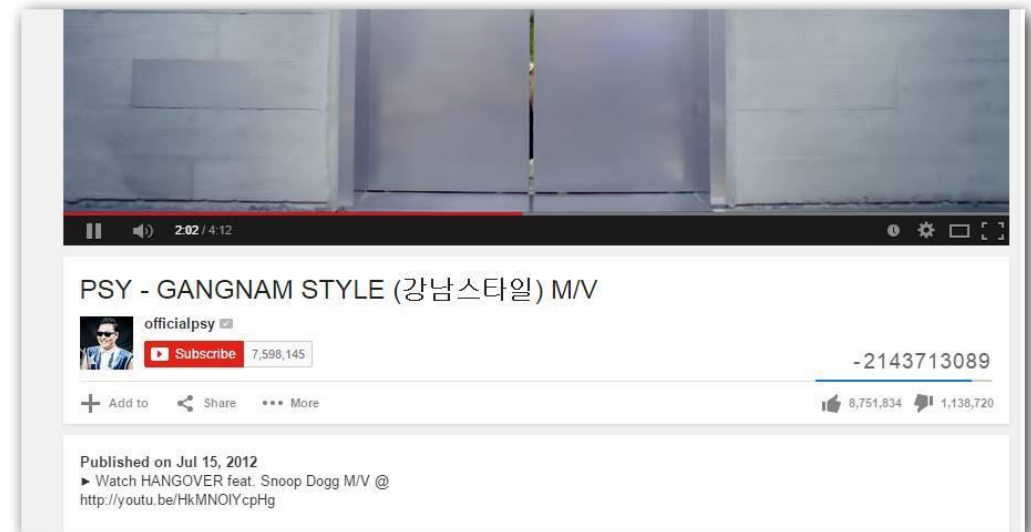 2:02 / 4:12
PSY - GANGNAM STYLE (강남스타일) M/V
officialpsy
Subscribe 7,598,145
-2143713089
Add to Share More 8,751,834 1,138,720
Published on Jul 15, 2012
► Watch HANGOVER feat. Snoop Dogg M/V @
http://youtu.be/HkMNOIYcpHg